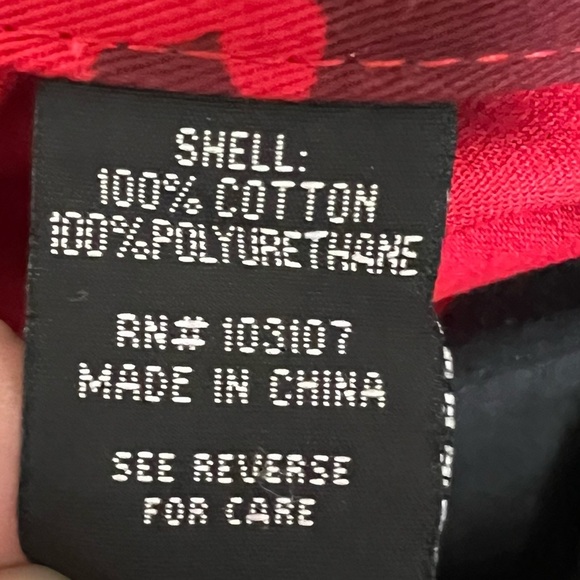 SHELL:
100% COTTON
100%POLYURETHANE
RN# 103107
MADE IN CHINA
SEE REVERSE
FOR CARE